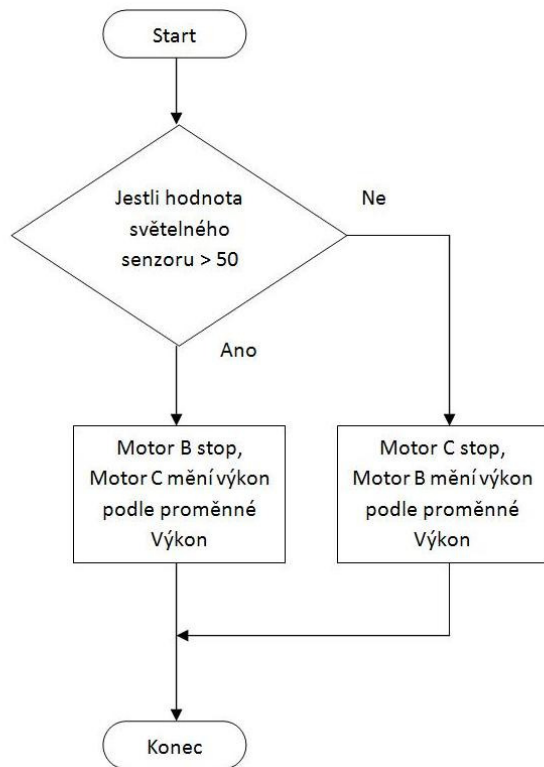 Start
Jestli hodnota
světelného
senzoru > 50
Ne
Ano
Motor B stop,
Motor C mění výkon
podle proměnné
Výkon
Motor C stop,
Motor B mění výkon
podle proměnné
Výkon
Konec